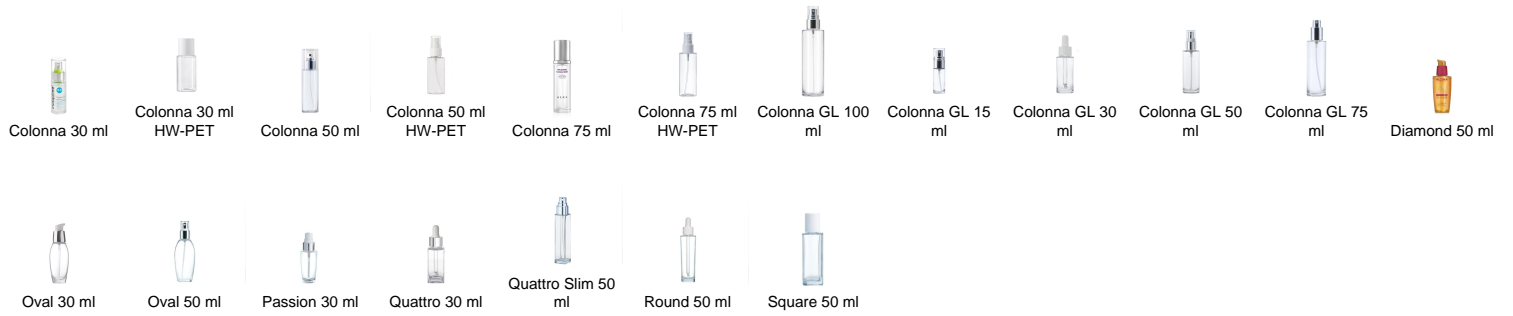 Colonna 30 ml
Colonna 30 ml
HW-PET
Colonna 50 ml
Colonna 50 ml
HW-PET
Colonna 75 ml
Colonna 75 ml
HW-PET
Colonna GL 100
ml
Colonna GL 15
ml
Colonna GL 30
ml
Colonna GL 50
ml
Colonna GL 75
ml
Diamond 50 ml
Oval 30 ml
Oval 50 ml
Passion 30 ml
Quattro 30 ml
Quattro Slim 50
ml
Round 50 ml
Square 50 ml